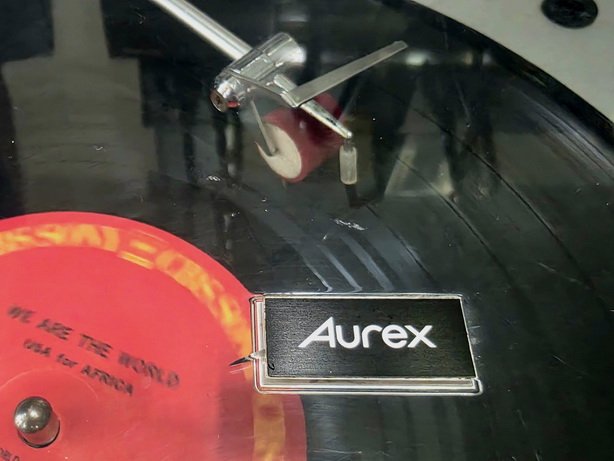 WE ARE THE WORLD
USA for AFRICA
Aurex